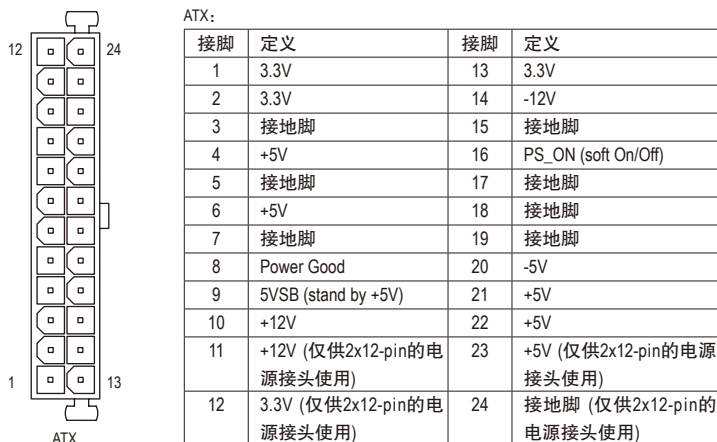 ATX：
12
24
1
13
ATX
接脚 定义 接脚 定义
1 3.3V 13 3.3V
2 3.3V 14 -12V
3 接地脚 15 接地脚
4 +5V 16 PS_ON (soft On/Off)
5 接地脚 17 接地脚
6 +5V 18 接地脚
7 接地脚 19 接地脚
8 Power Good 20 -5V
9 5VSB (stand by +5V) 21 +5V
10 +12V 22 +5V
11 +12V (仅供2x12-pin的电 23 +5V (仅供2x12-pin的电源
源接头使用) 接头使用)
12 3.3V (仅供2x12-pin的电 24 接地脚 (仅供2x12-pin的
源接头使用) 电源接头使用)